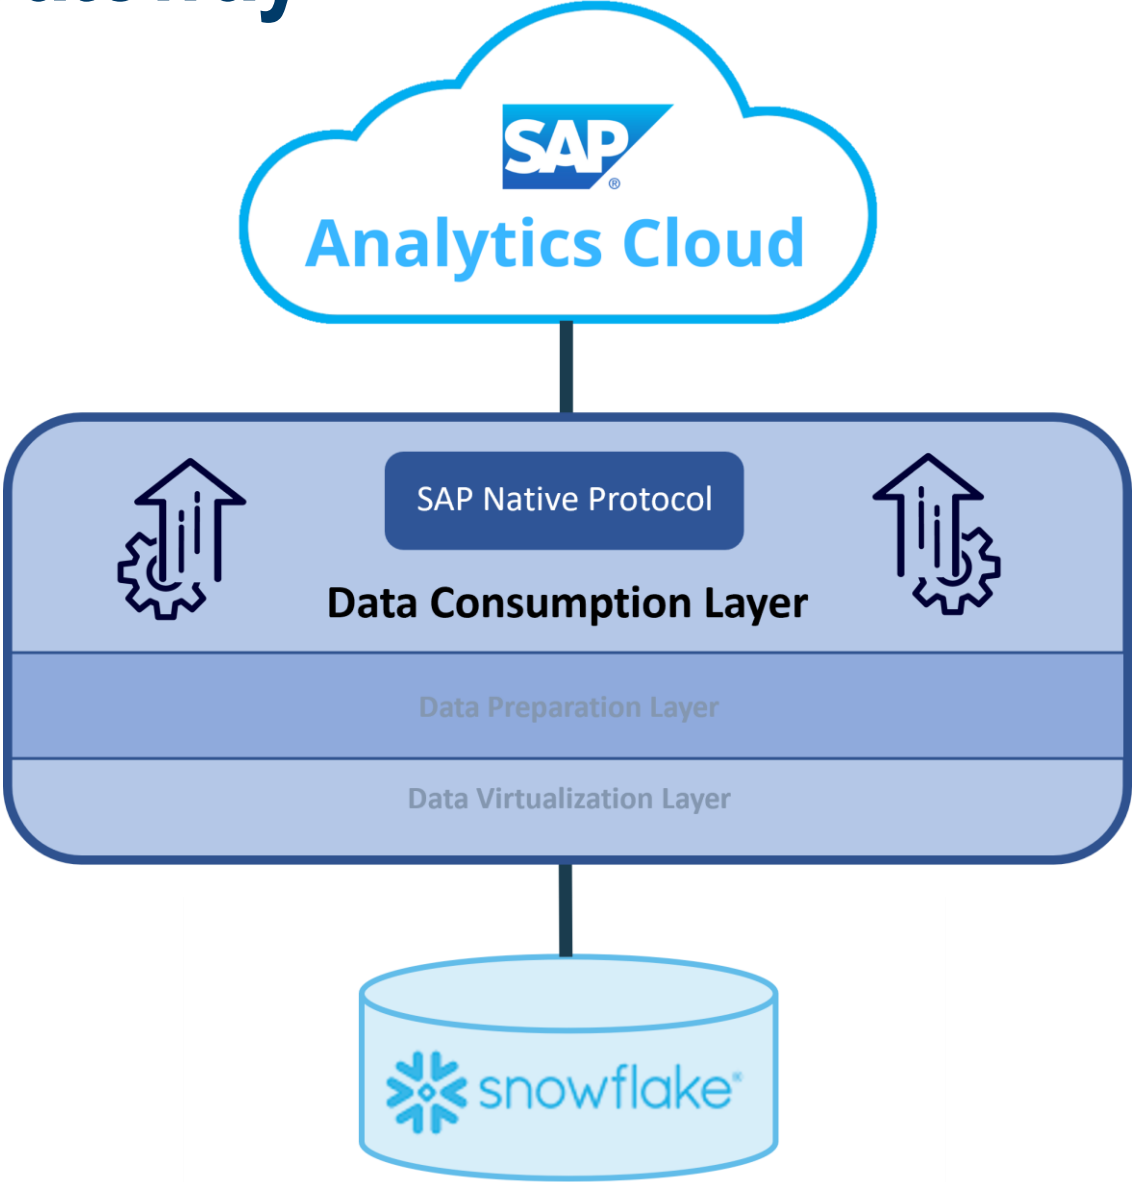 SAP®
Analytics Cloud
SAP Native Protocol
Data Consumption Layer
Data Preparation Layer
Data Virtualization Layer
snowflake®